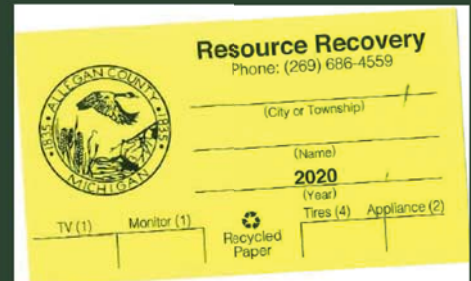 Resource Recovery
Phone: (269) 686-4559
ALLEGAN COUNTY
·1835· ·1835·
MICHIGAN
(City or Township)
(Name)
2020
(Year)
TV (1) Monitor (1) Recycled Paper Tires (4) Appliance (2)